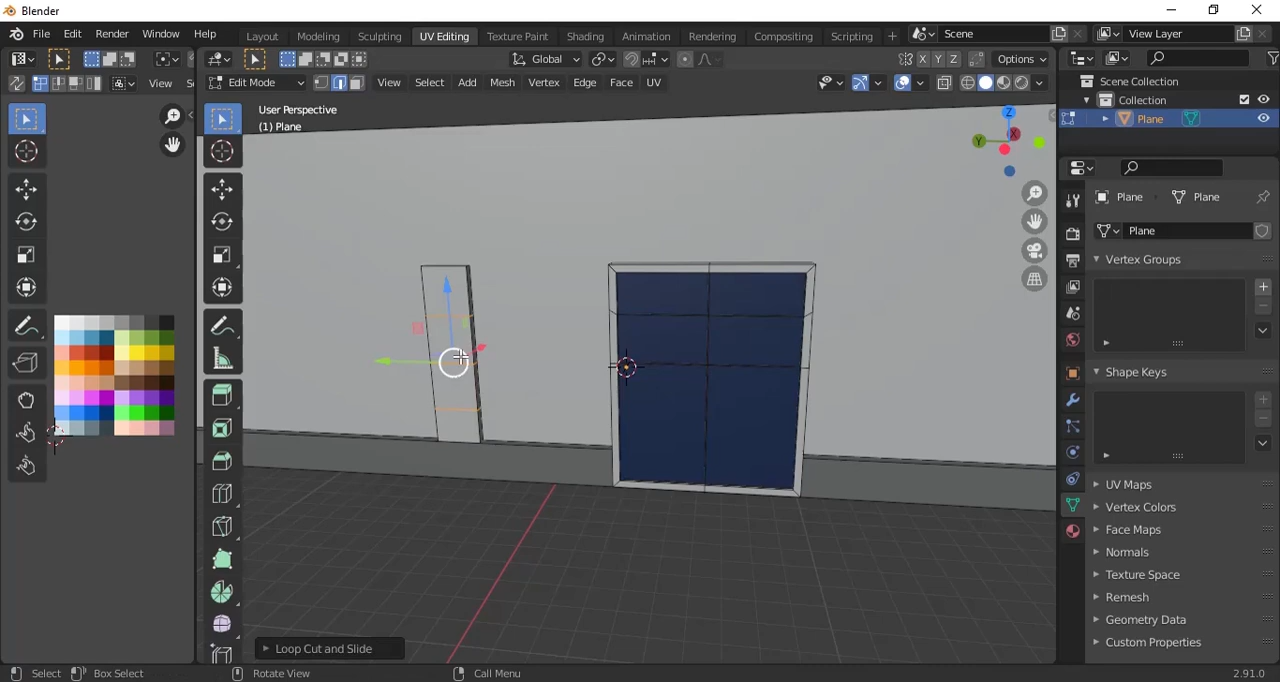 Blender
File Edit Render Window Help Layout Modeling Sculpting UV Editing Texture Paint Shading Animation Rendering Compositing Scripting + Scene View Layer
Global X Y Z Options
View Edit Mode View Select Add Mesh Vertex Edge Face UV
User Perspective
(1) Plane
Z
Y
X
Loop Cut and Slide
Scene Collection
Collection
Plane
Plane Plane
Plane
Vertex Groups
Shape Keys
UV Maps
Vertex Colors
Face Maps
Normals
Texture Space
Remesh
Geometry Data
Custom Properties
Select Box Select Rotate View Call Menu 2.91.0